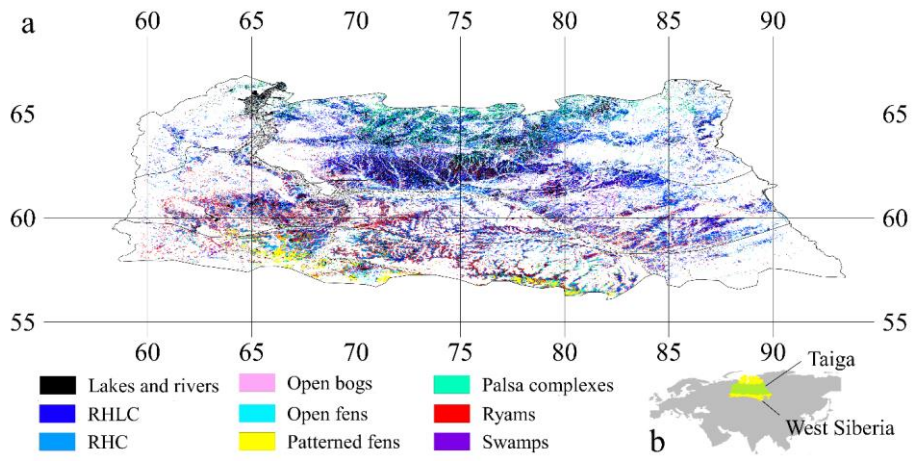 a
60 65 70 75 80 85 90
65 65
60 60
55 55
60 65 70 75 80 85 90
Lakes and rivers Open bogs Palsa complexes
RHLC Open fens Ryams
RHC Patterned fens Swamps
Taiga
West Siberia
b